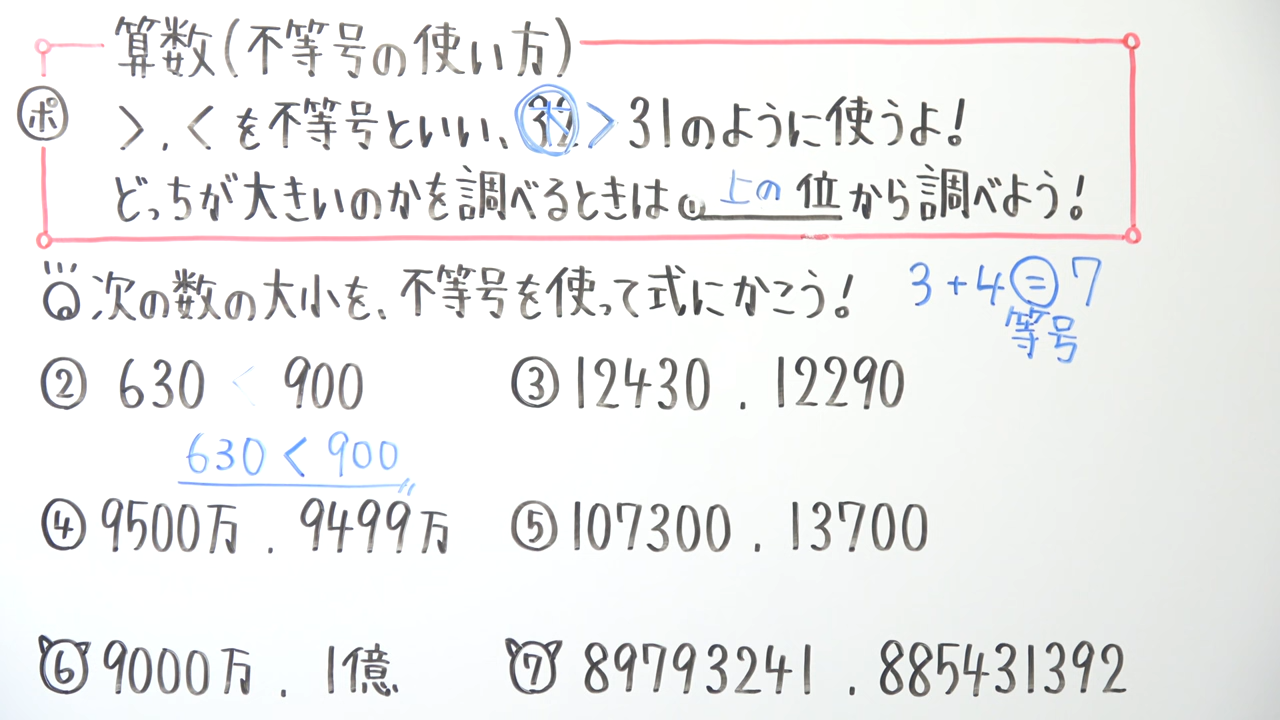 算数(不等号の使い方)
ポ >,<を不等号といい、32>31のように使うよ!
大
どっちが大きいのかを調べるときは①上の位から調べよう!
次の数の大小を、不等号を使って式にかこう!
3+4=7
等号
② 630 < 900
③ 12430 . 12290
630 < 900
④ 9500万 . 9499万
⑤ 107300 . 13700
⑥ 9000万 . 1億
⑦ 89793241 . 885431392